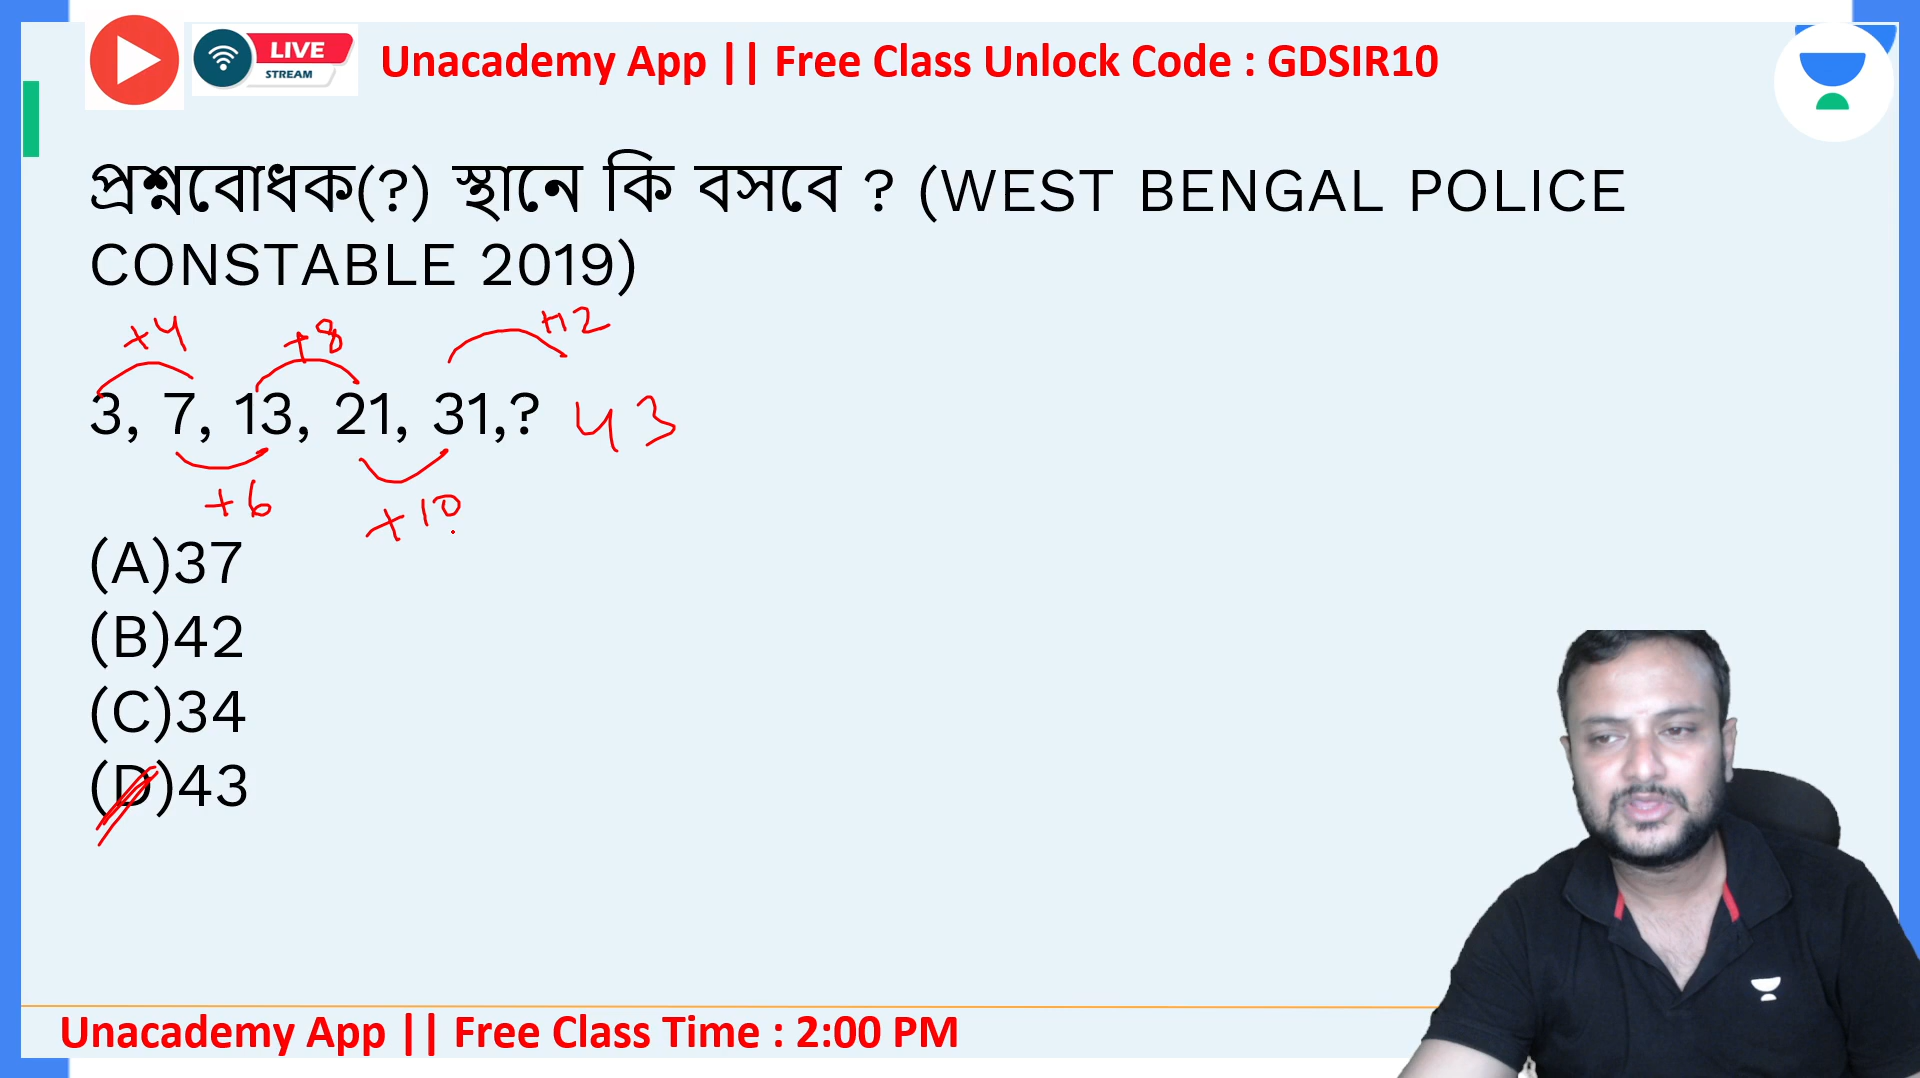 LIVE
STREAM
Unacademy App || Free Class Unlock Code : GDSIR10
প্রশ্নবোধক(?) স্থানে কি বসবে ? (WEST BENGAL POLICE
CONSTABLE 2019)
+4 +8 +12
3, 7, 13, 21, 31,? 43
+6 +10
(A)37
(B)42
(C)34
(D)43
Unacademy App || Free Class Time : 2:00 PM